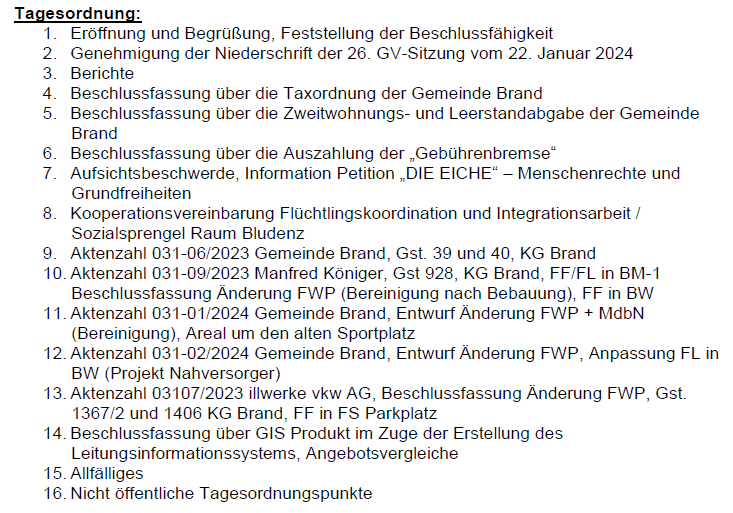 Tagesordnung:
1. Eröffnung und Begrüßung, Feststellung der Beschlussfähigkeit
2. Genehmigung der Niederschrift der 26. GV-Sitzung vom 22. Januar 2024
3. Berichte
4. Beschlussfassung über die Taxordnung der Gemeinde Brand
5. Beschlussfassung über die Zweitwohnungs- und Leerstandabgabe der Gemeinde
Brand
6. Beschlussfassung über die Auszahlung der „Gebührenbremse“
7. Aufsichtsbeschwerde, Information Petition „DIE EICHE“ – Menschenrechte und
Grundfreiheiten
8. Kooperationsvereinbarung Flüchtlingskoordination und Integrationsarbeit /
Sozialsprengel Raum Bludenz
9. Aktenzahl 031-06/2023 Gemeinde Brand, Gst. 39 und 40, KG Brand
10. Aktenzahl 031-09/2023 Manfred Königer, Gst 928, KG Brand, FF/FL in BM-1
Beschlussfassung Änderung FWP (Bereinigung nach Bebauung), FF in BW
11. Aktenzahl 031-01/2024 Gemeinde Brand, Entwurf Änderung FWP + MdbN
(Bereinigung), Areal um den alten Sportplatz
12. Aktenzahl 031-02/2024 Gemeinde Brand, Entwurf Änderung FWP, Anpassung FL in
BW (Projekt Nahversorger)
13. Aktenzahl 03107/2023 illwerke vkw AG, Beschlussfassung Änderung FWP, Gst.
1367/2 und 1406 KG Brand, FF in FS Parkplatz
14. Beschlussfassung über GIS Produkt im Zuge der Erstellung des
Leitungsinformationssystems, Angebotsvergleiche
15. Allfälliges
16. Nicht öffentliche Tagesordnungspunkte